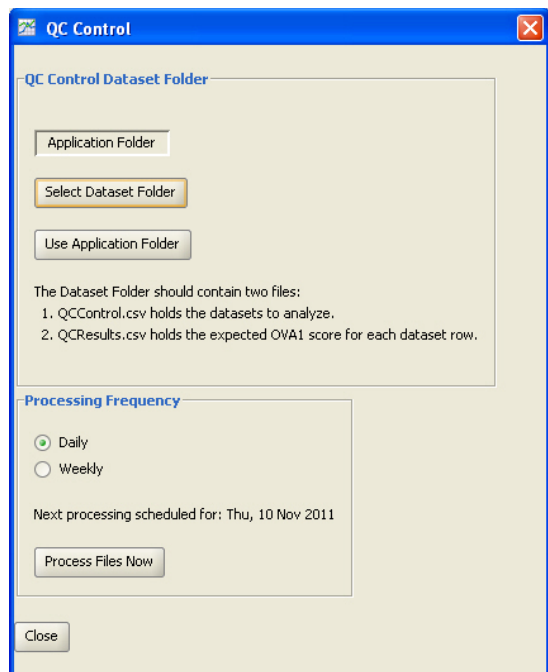 QC Control
QC Control Dataset Folder
Application Folder
Select Dataset Folder
Use Application Folder
The Dataset Folder should contain two files:
1. QCControl.csv holds the datasets to analyze.
2. QCResults.csv holds the expected OVA1 score for each dataset row.
Processing Frequency
Daily
Weekly
Next processing scheduled for: Thu, 10 Nov 2011
Process Files Now
Close